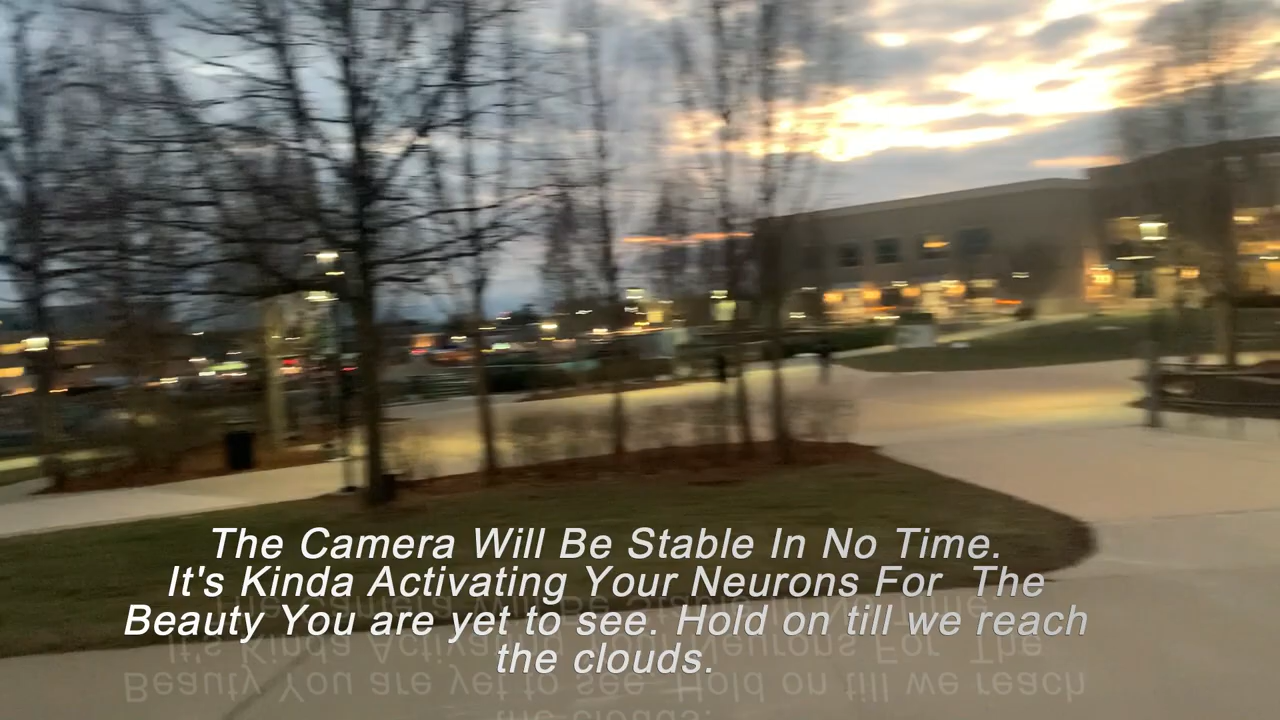 The Camera Will Be Stable In No Time.
It's Kinda Activating Your Neurons For  The
Beauty You are yet to see. Hold on till we reach
the clouds.